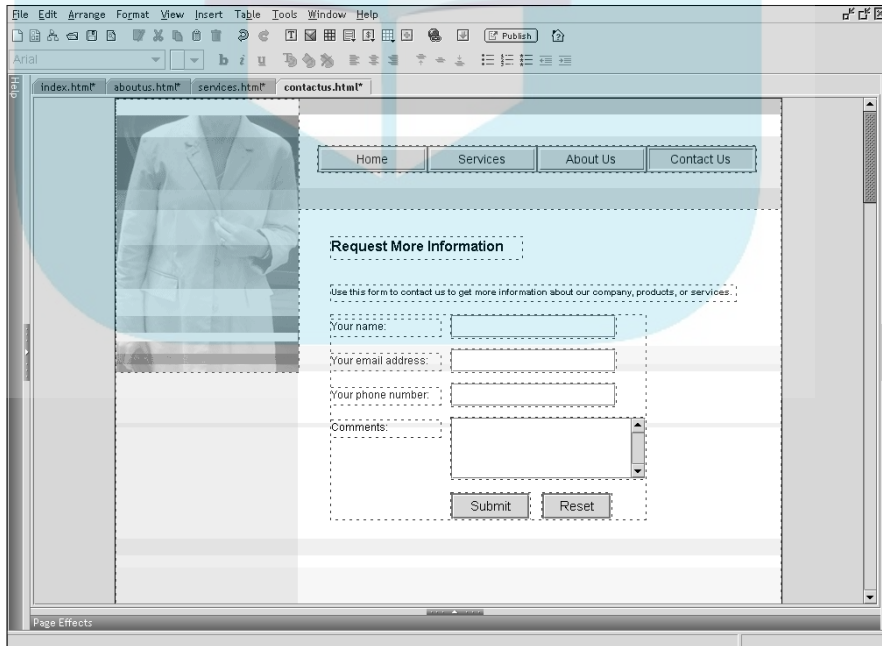 File Edit Arrange Format View Insert Table Tools Window Help
Publish
Arial
Help
index.html* aboutus.html* services.html* contactus.html*
Home Services About Us Contact Us
Request More Information
Use this form to contact us to get more information about our company, products, or services.
Your name:
Your email address:
Your phone number:
Comments:
Submit Reset
Page Effects